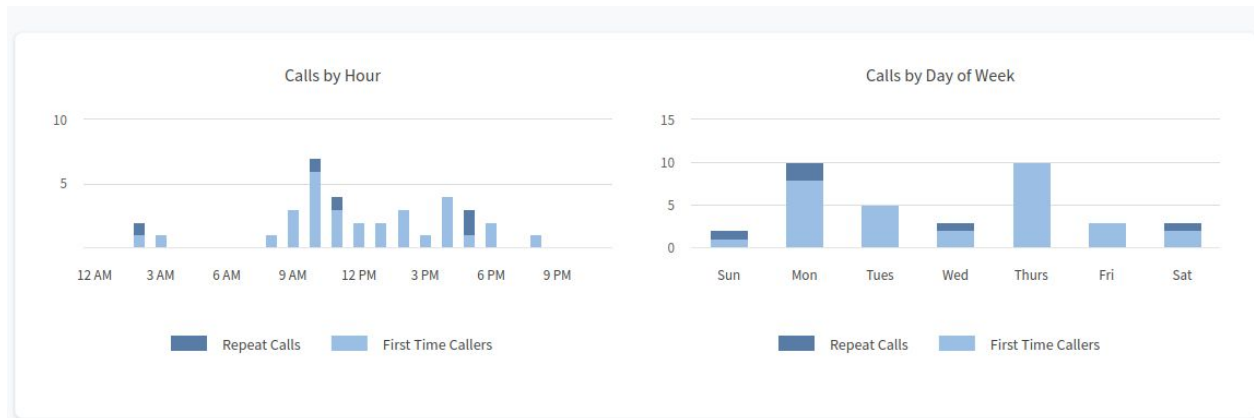 Calls by Hour
10
5
12 AM 3 AM 6 AM 9 AM 12 PM 3 PM 6 PM 9 PM
Repeat Calls First Time Callers
Calls by Day of Week
15
10
5
0
Sun Mon Tues Wed Thurs Fri Sat
Repeat Calls First Time Callers